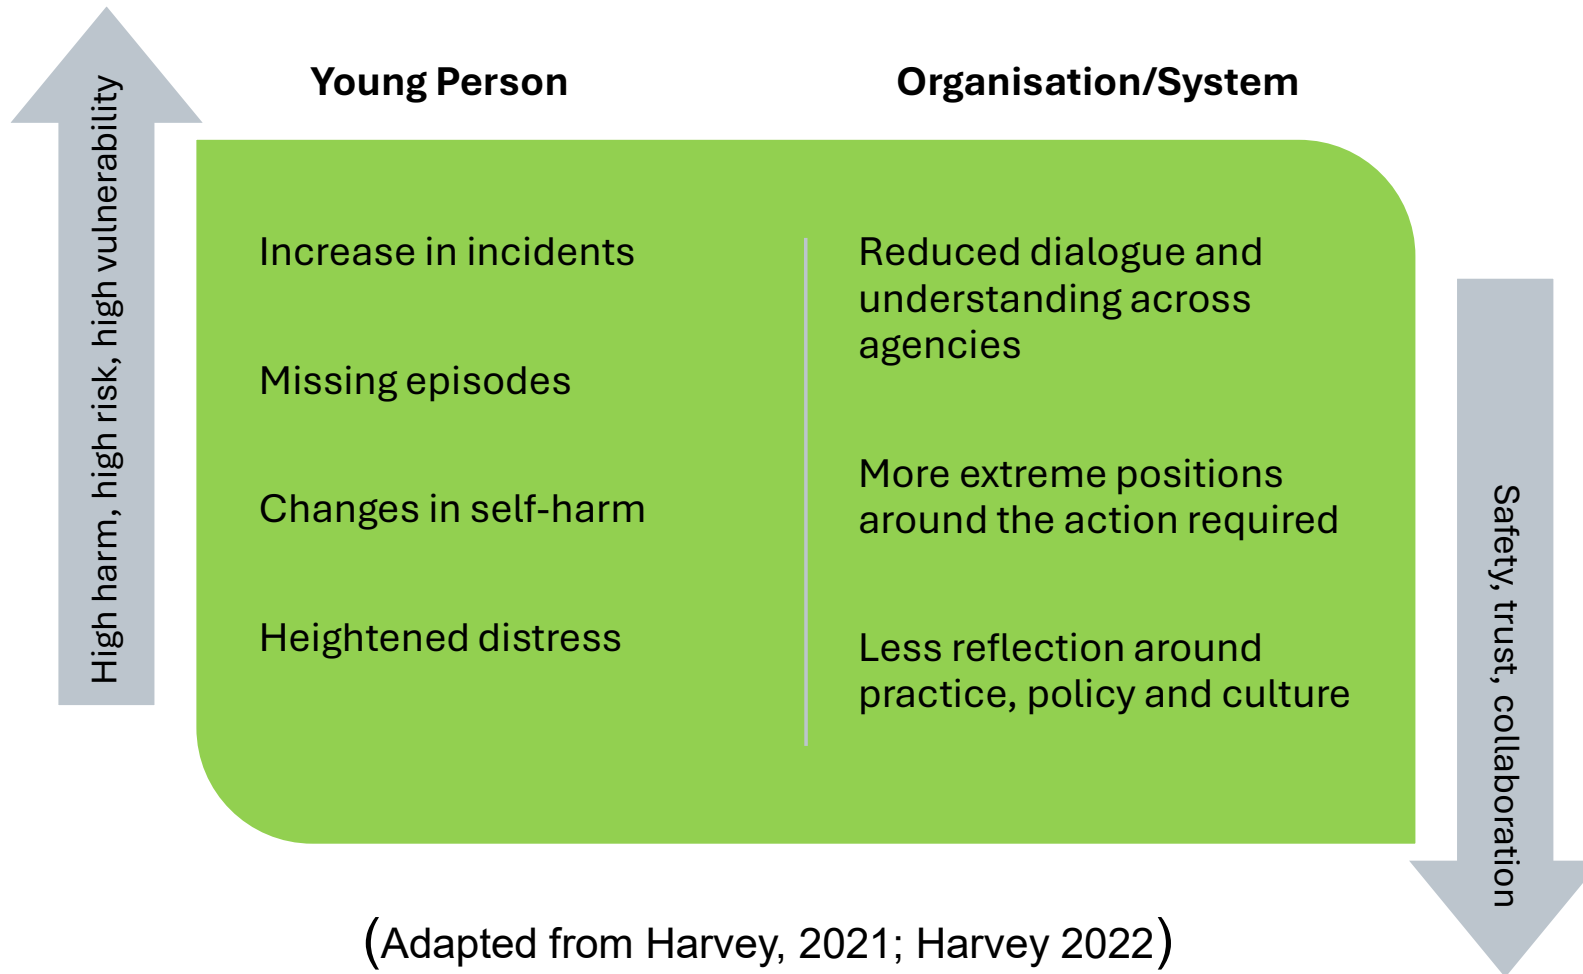 High harm, high risk, high vulnerability
Young Person
Increase in incidents
Missing episodes
Changes in self-harm
Heightened distress
Organisation/System
Reduced dialogue and
understanding across
agencies
More extreme positions
around the action required
Less reflection around
practice, policy and culture
Safety, trust, collaboration
(Adapted from Harvey, 2021; Harvey 2022)